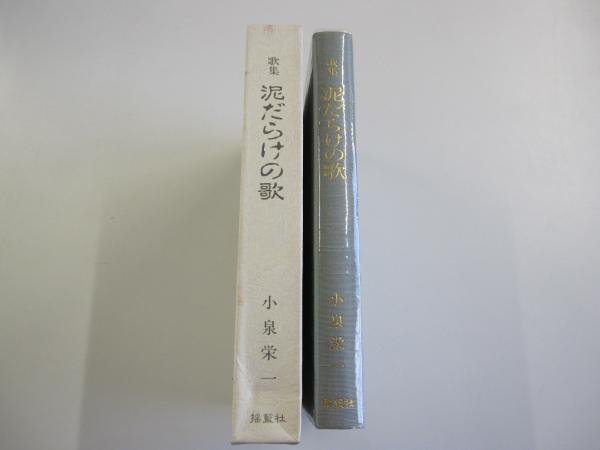 歌集
泥だらけの歌
小泉栄一
揺籃社
歌集
泥だらけの歌
小泉栄一
揺籃社